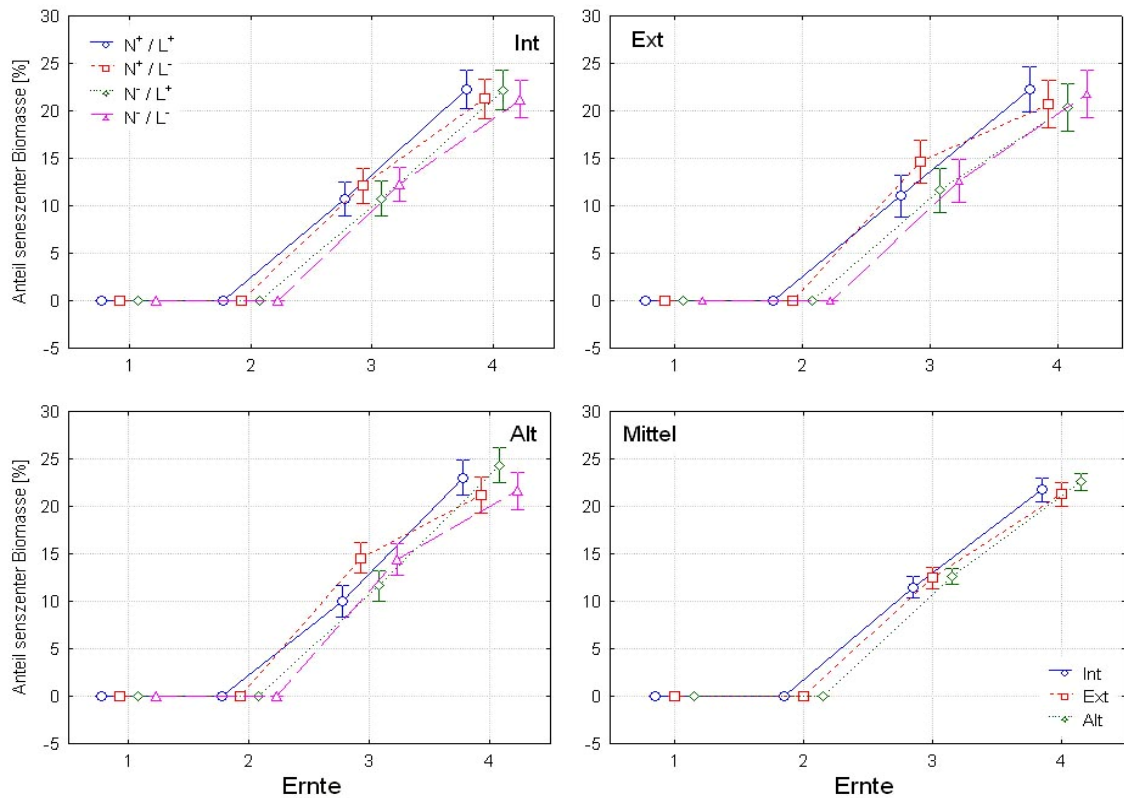 30
25
20
15
10
5
0
-5
Anteil seneszenter Biomasse [%]
N⁺ / L⁺
N⁺ / L⁻
N⁻ / L⁺
N⁻ / L⁻
Int
1 2 3 4
30
25
20
15
10
5
0
-5
Ext
1 2 3 4
30
25
20
15
10
5
0
-5
Anteil senszenter Biomasse [%]
Alt
1 2 3 4
Ernte
30
25
20
15
10
5
0
-5
Mittel
Int
Ext
Alt
1 2 3 4
Ernte